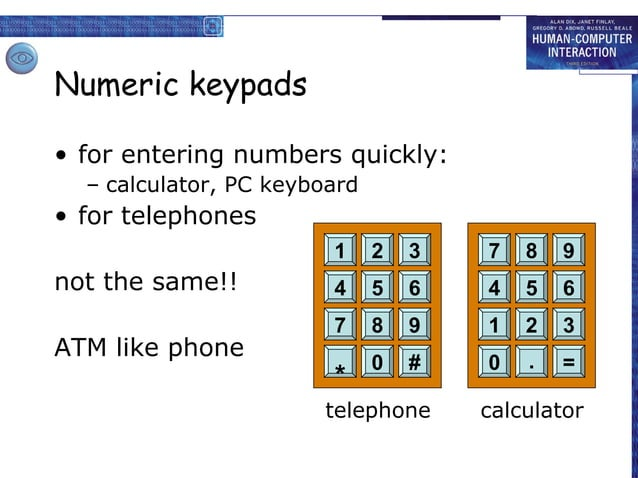 ALAN DIX, JANET FINLAY,
GREGORY D. ABOWD, RUSSELL BEALE
HUMAN-COMPUTER
INTERACTION
THIRD EDITION
Numeric keypads
• for entering numbers quickly:
– calculator, PC keyboard
• for telephones
not the same!!
ATM like phone
1 2 3
4 5 6
7 8 9
* 0 #
telephone
7 8 9
4 5 6
1 2 3
0 . =
calculator